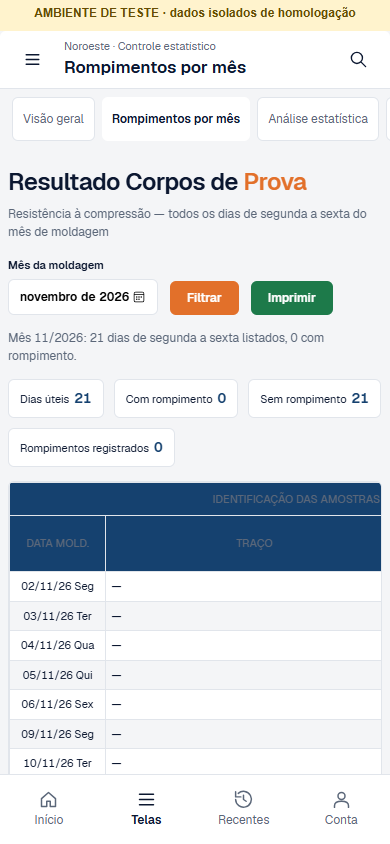 AMBIENTE DE TESTE · dados isolados de homologação
Noroeste · Controle estatístico
Rompimentos por mês
Visão geral
Rompimentos por mês
Análise estatística
Resultado Corpos de Prova
Resistência à compressão — todos os dias de segunda a sexta do
mês de moldagem
Mês da moldagem
novembro de 2026
Filtrar
Imprimir
Mês 11/2026: 21 dias de segunda a sexta listados, 0 com
rompimento.
Dias úteis 21
Com rompimento 0
Sem rompimento 21
Rompimentos registrados 0
IDENTIFICAÇÃO DAS AMOSTRAS
DATA MOLD.
TRAÇO
02/11/26 Seg —
03/11/26 Ter —
04/11/26 Qua —
05/11/26 Qui —
06/11/26 Sex —
09/11/26 Seg —
10/11/26 Ter —
Início
Telas
Recentes
Conta